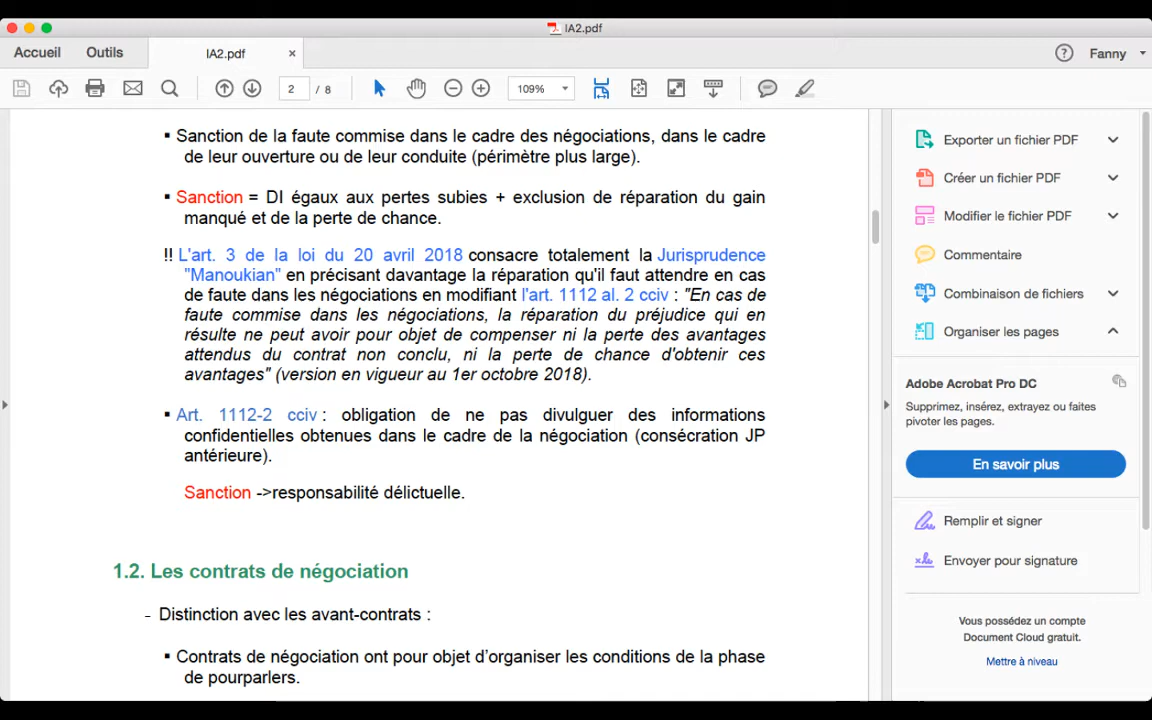 IA2.pdf
Accueil
Outils
IA2.pdf
×
?
Fanny
2
/ 8
109%
▪ Sanction de la faute commise dans le cadre des négociations, dans le cadre
de leur ouverture ou de leur conduite (périmètre plus large).
▪ Sanction = DI égaux aux pertes subies + exclusion de réparation du gain
manqué et de la perte de chance.
!! L'art. 3 de la loi du 20 avril 2018 consacre totalement la Jurisprudence
"Manoukian" en précisant davantage la réparation qu'il faut attendre en cas
de faute dans les négociations en modifiant l'art. 1112 al. 2 cciv : "En cas de
faute commise dans les négociations, la réparation du préjudice qui en
résulte ne peut avoir pour objet de compenser ni la perte des avantages
attendus du contrat non conclu, ni la perte de chance d'obtenir ces
avantages" (version en vigueur au 1er octobre 2018).
▪ Art. 1112-2 cciv : obligation de ne pas divulguer des informations
confidentielles obtenues dans le cadre de la négociation (consécration JP
antérieure).
Sanction ->responsabilité délictuelle.
1.2. Les contrats de négociation
- Distinction avec les avant-contrats :
▪ Contrats de négociation ont pour objet d'organiser les conditions de la phase
de pourparlers.
Exporter un fichier PDF
Créer un fichier PDF
Modifier le fichier PDF
Commentaire
Combinaison de fichiers
Organiser les pages
Adobe Acrobat Pro DC
Supprimez, insérez, extrayez ou faites
pivoter les pages.
En savoir plus
Remplir et signer
Envoyer pour signature
Vous possédez un compte
Document Cloud gratuit.
Mettre à niveau